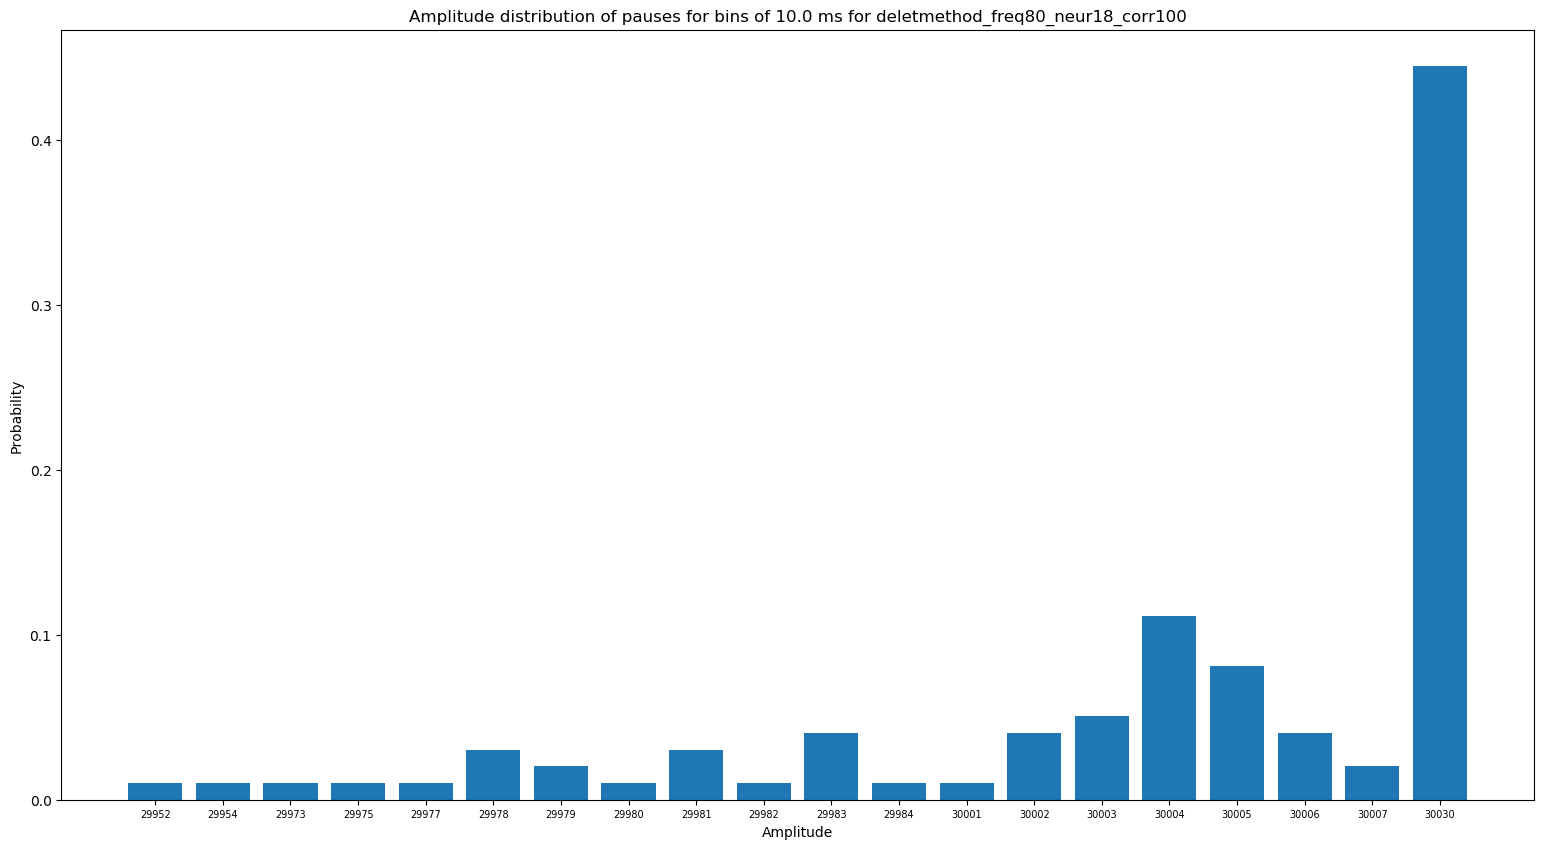 Amplitude distribution of pauses for bins of 10.0 ms for deletmethod_freq80_neur18_corr100
0.4
0.3
0.2
0.1
0.0
Probability
29952 29954 29973 29975 29977 29978 29979 29980 29981 29982 29983 29984 30001 30002 30003 30004 30005 30006 30007 30030
Amplitude